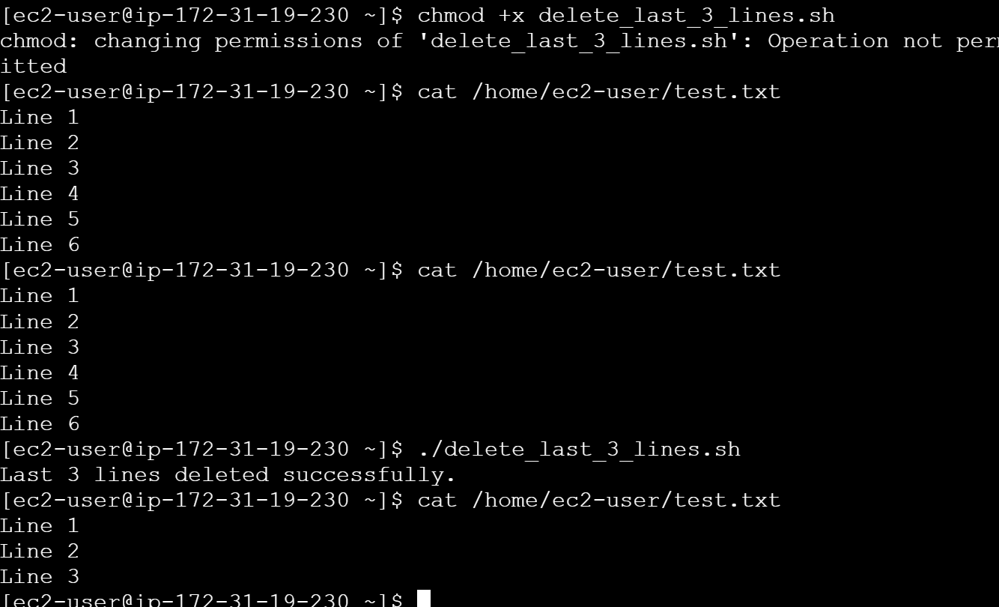 [ec2-user@ip-172-31-19-230 ~]$ chmod +x delete_last_3_lines.sh
chmod: changing permissions of 'delete_last_3_lines.sh': Operation not perm
itted
[ec2-user@ip-172-31-19-230 ~]$ cat /home/ec2-user/test.txt
Line 1
Line 2
Line 3
Line 4
Line 5
Line 6
[ec2-user@ip-172-31-19-230 ~]$ cat /home/ec2-user/test.txt
Line 1
Line 2
Line 3
Line 4
Line 5
Line 6
[ec2-user@ip-172-31-19-230 ~]$ ./delete_last_3_lines.sh
Last 3 lines deleted successfully.
[ec2-user@ip-172-31-19-230 ~]$ cat /home/ec2-user/test.txt
Line 1
Line 2
Line 3
[ec2-user@ip-172-31-19-230 ~]$